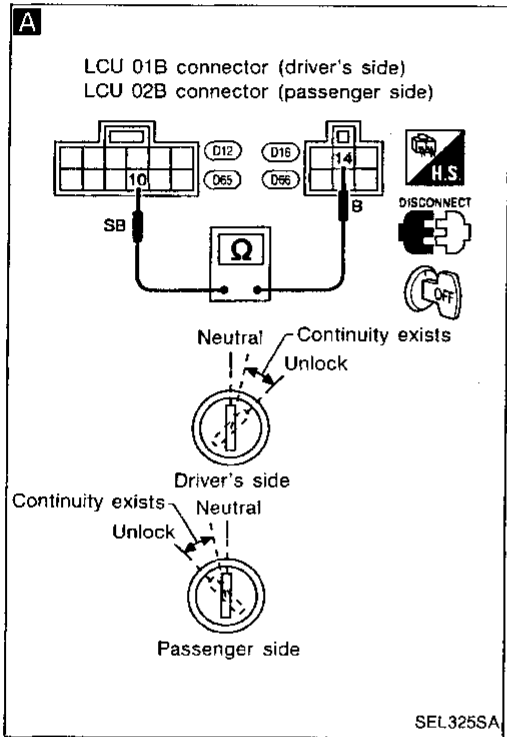 A
LCU 01B connector (driver's side)
LCU 02B connector (passenger side)
D12
D16
14
10
D65
D66
H.S.
DISCONNECT
SB
B
Ω
OFF
Neutral
Continuity exists
Unlock
Driver's side
Continuity exists
Neutral
Unlock
Passenger side
SEL325SA